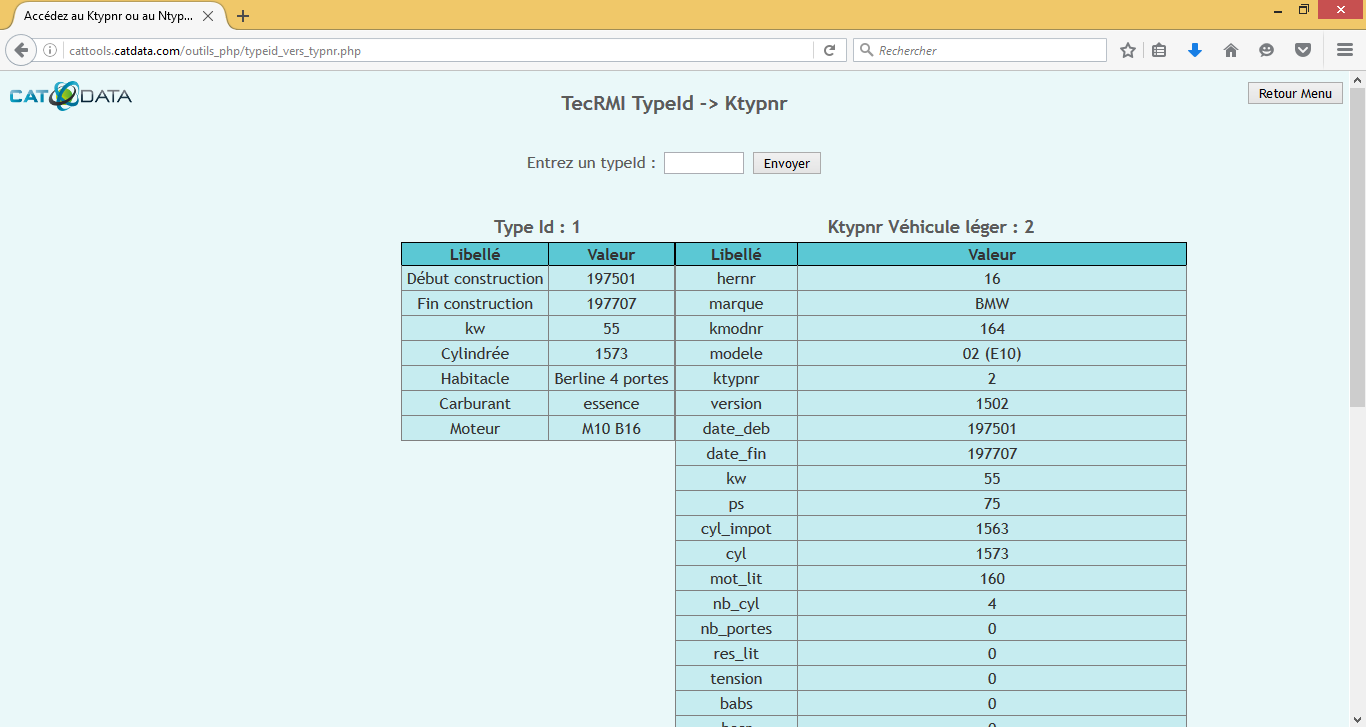 Accédez au Ktypnr ou au Ntyp...
cattools.catdata.com/outils_php/typeid_vers_typnr.php
Rechercher
CAT DATA
TecRMI TypeId -> Ktypnr
Retour Menu
Entrez un typeId : Envoyer
Type Id : 1
Libellé Valeur
Début construction 197501
Fin construction 197707
kw 55
Cylindrée 1573
Habitacle Berline 4 portes
Carburant essence
Moteur M10 B16
Ktypnr Véhicule léger : 2
Libellé Valeur
hernr 16
marque BMW
kmodnr 164
modele 02 (E10)
ktypnr 2
version 1502
date_deb 197501
date_fin 197707
kw 55
ps 75
cyl_impot 1563
cyl 1573
mot_lit 160
nb_cyl 4
nb_portes 0
res_lit 0
tension 0
babs 0